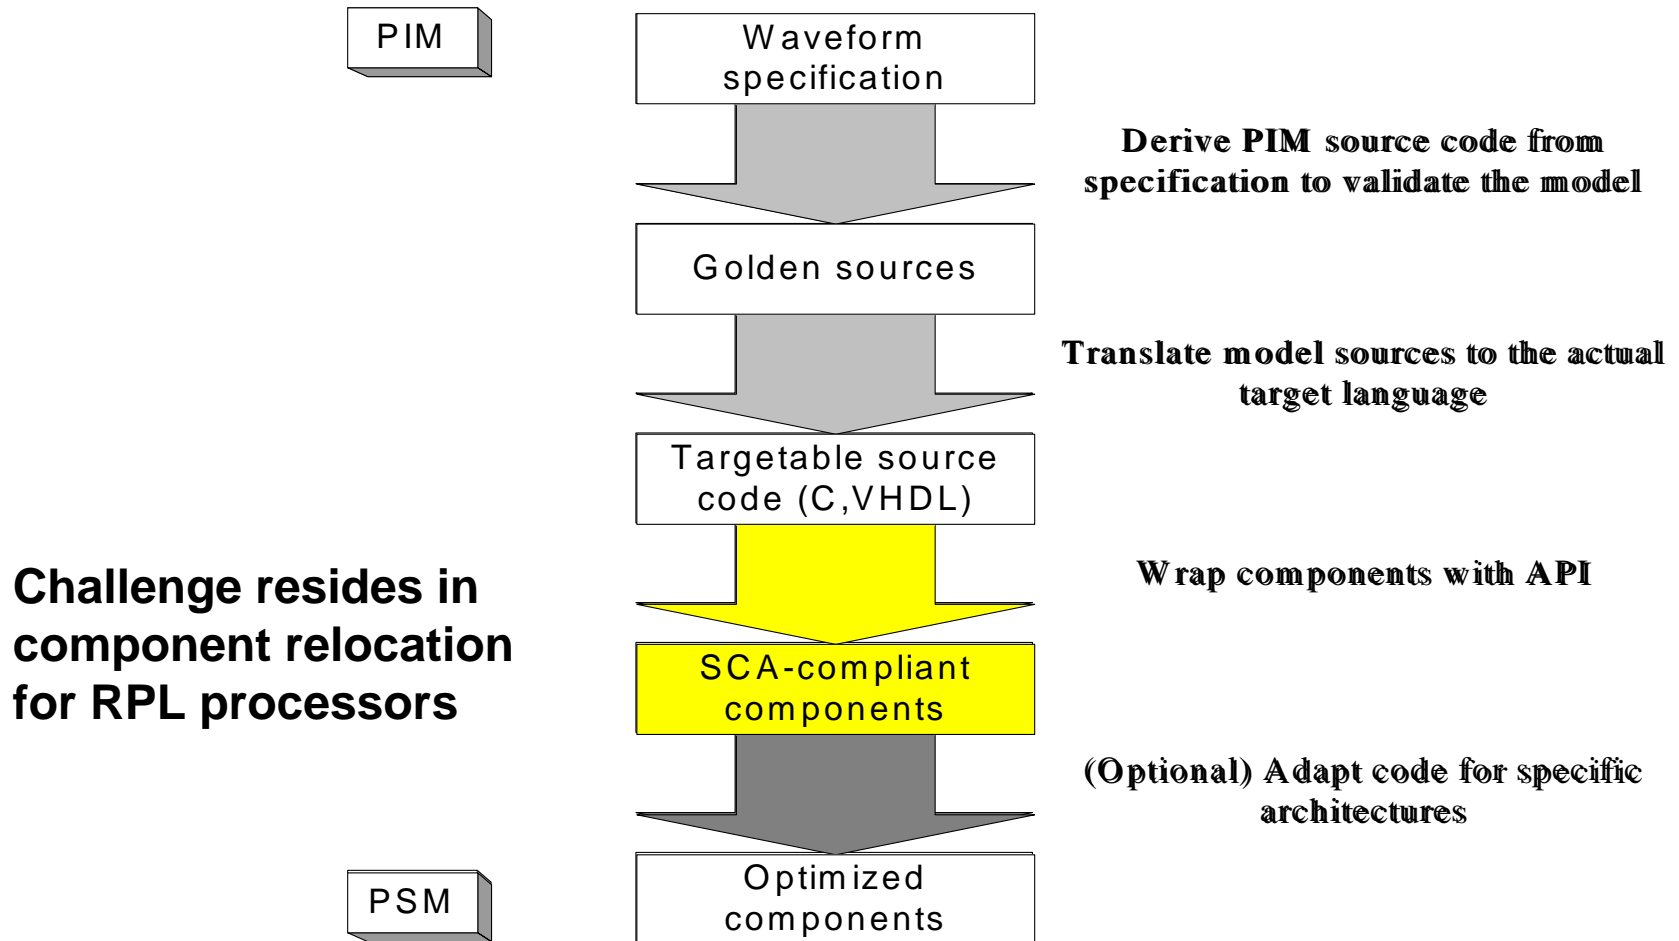 PIM
Waveform
specification
Derive PIM source code from
specification to validate the model
Golden sources
Translate model sources to the actual
target language
Targetable source
code (C,VHDL)
Wrap components with API
Challenge resides in
component relocation
for RPL processors
SCA-compliant
components
(Optional) Adapt code for specific
architectures
PSM
Optimized
components